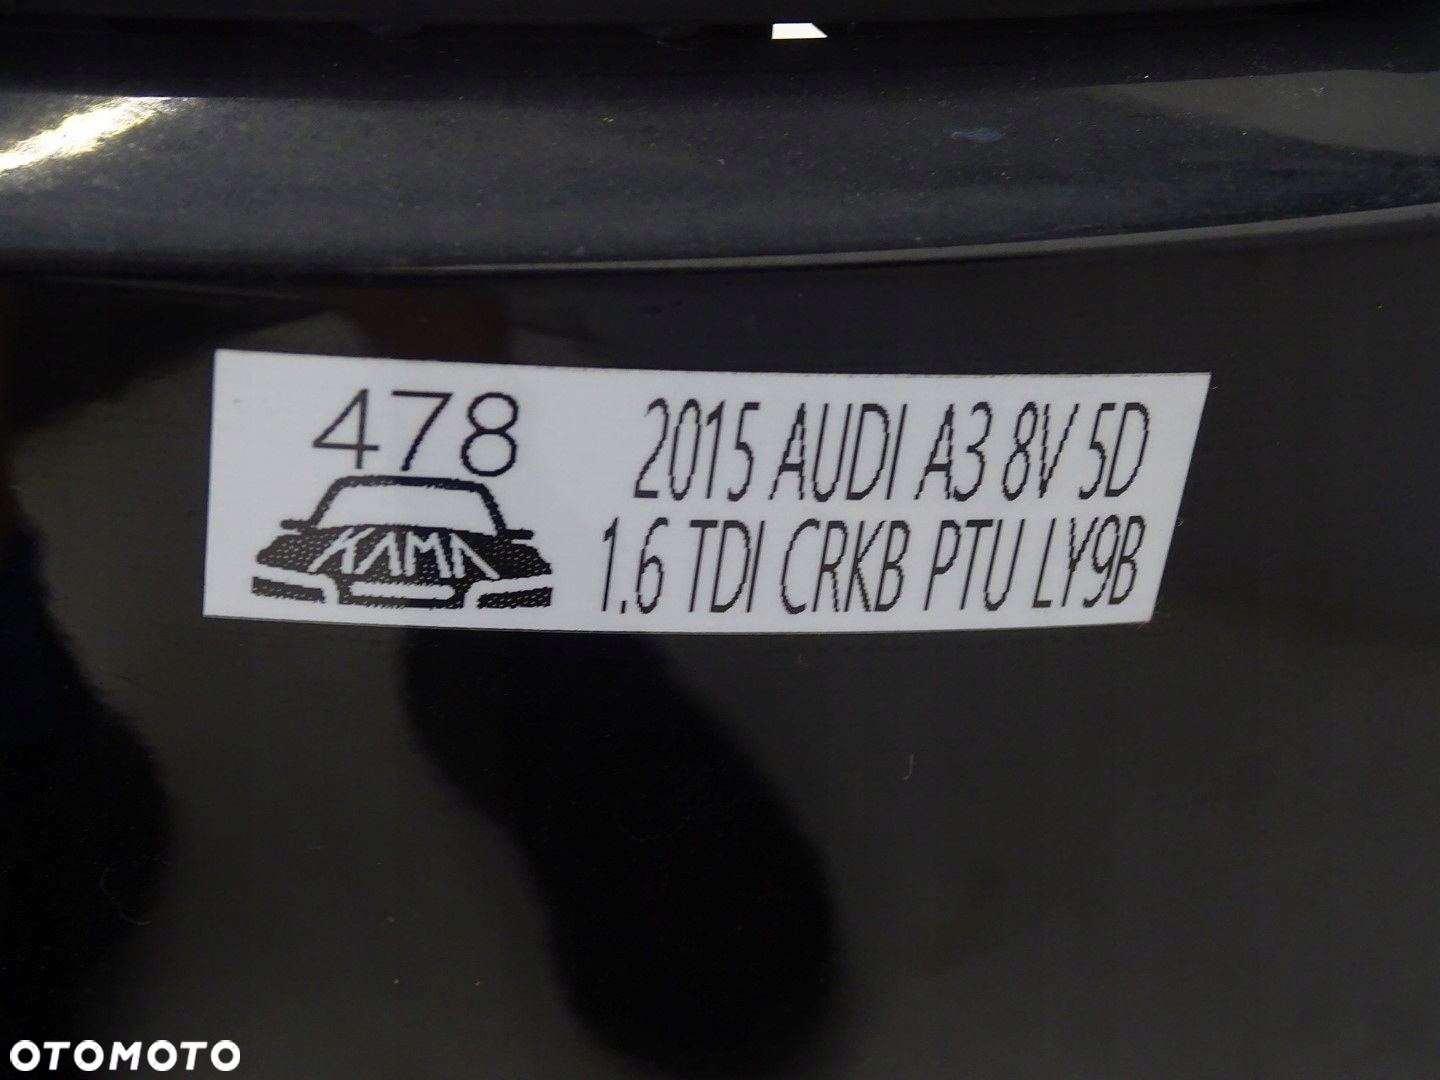 478
KAMA
2015 AUDI A3 8V 5D
1.6 TDI CRKB PTU LY9B
OTOMOTO